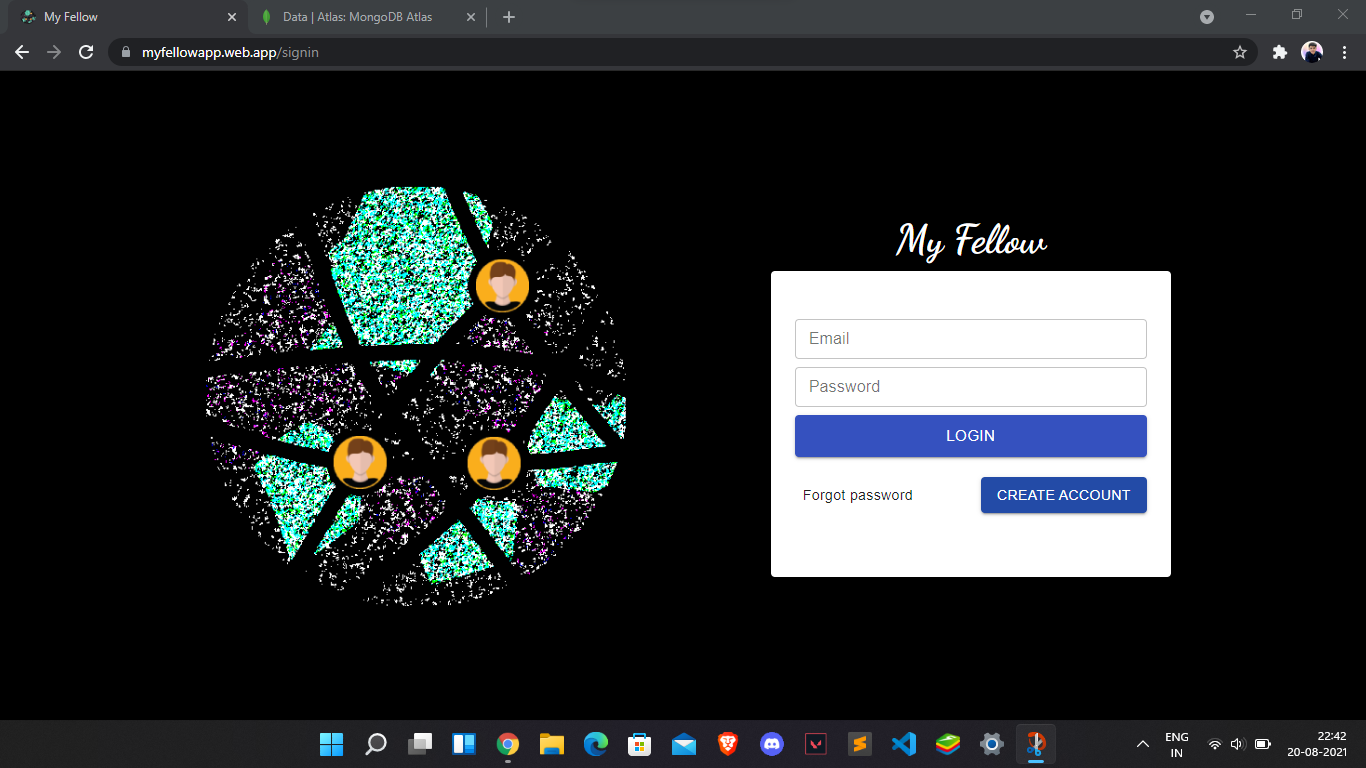 My Fellow
Data | Atlas: MongoDB Atlas
myfellowapp.web.app/signin
My Fellow
Email
Password
LOGIN
Forgot password
CREATE ACCOUNT
ENG
IN
22:42
20-08-2021